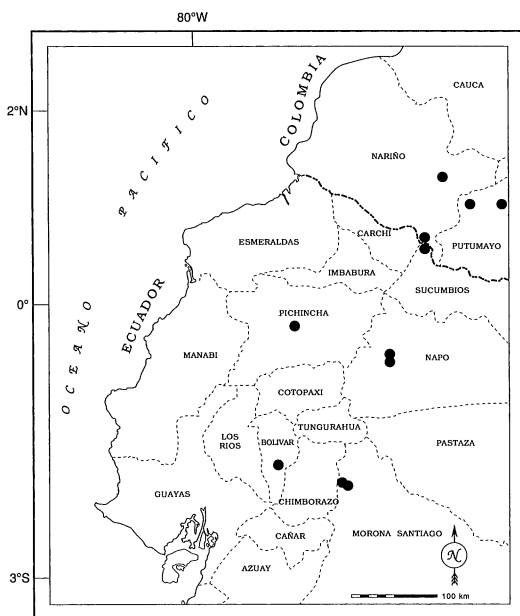 80°W
CAUCA
2°N
COLOMBIA
PACIFICO
NARIÑO
CARCHI
ESMERALDAS
PUTUMAYO
IMBABURA
SUCUMBIOS
0°
ECUADOR
PICHINCHA
OCEANO
MANABI
NAPO
COTOPAXI
TUNGURAHUA
LOS
RIOS
BOLIVAR
PASTAZA
GUAYAS
CHIMBORAZO
CAÑAR
MORONA SANTIAGO
N
AZUAY
3°S
100 km